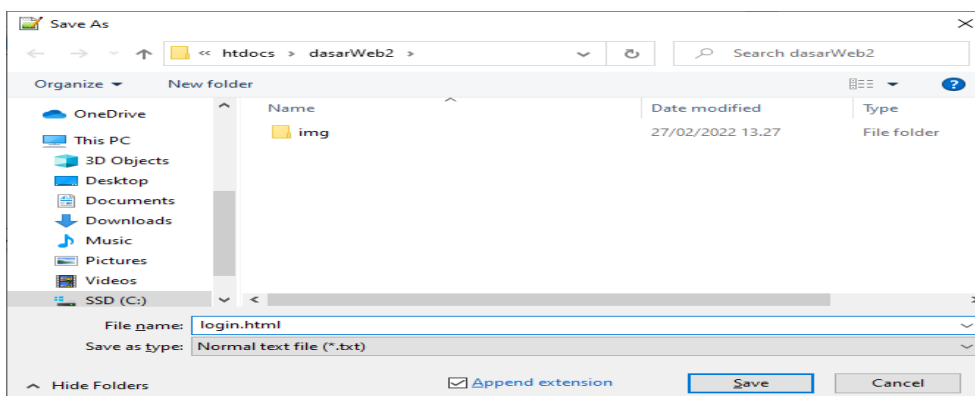 Save As
« htdocs > dasarWeb2 >
Search dasarWeb2
Organize
New folder
Name
Date modified
Type
OneDrive
img
27/02/2022 13.27
File folder
This PC
3D Objects
Desktop
Documents
Downloads
Music
Pictures
Videos
SSD (C:)
File name: login.html
Save as type: Normal text file (*.txt)
Hide Folders
Append extension
Save
Cancel